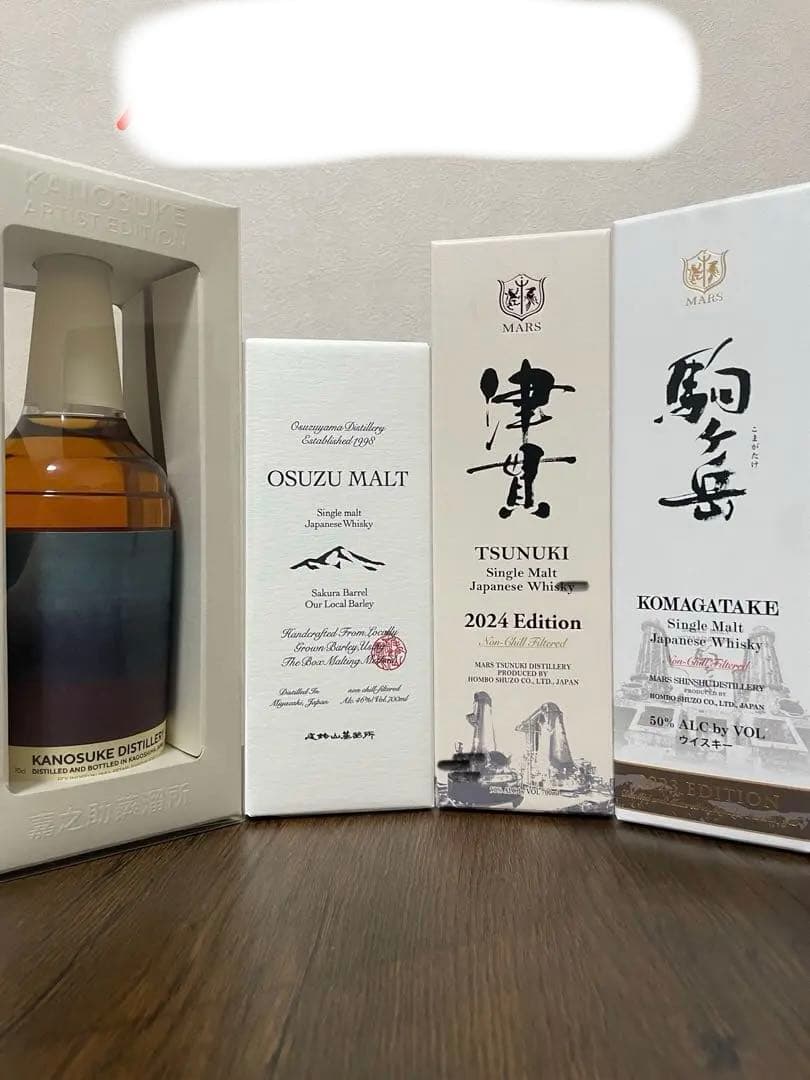 KANOSUKE
ARTIST EDITION
KANOSUKE DISTILLERY
DISTILLED AND BOTTLED IN KAGOSHIMA, JAPAN
嘉之助蒸溜所
Osuzuyama Distillery
Established 1998
OSUZU MALT
Single malt
Japanese Whisky
Sakura Barrel
Our Local Barley
Handcrafted From Locally
Grown Barley Using
The Box Malting Method
Distilled In
Miyazaki, Japan
non chill-filtered
Alc.46%/Vol.700ml
尾鈴山蒸留所
MARS
津貫
TSUNUKI
Single Malt
Japanese Whisky
2024 Edition
Non-Chill Filtered
MARS TSUNUKI DISTILLERY
PRODUCED BY
HOMBO SHUZO CO., LTD., JAPAN
MARS
駒ヶ岳
こまがたけ
KOMAGATAKE
Single Malt
Japanese Whisky
Non-Chill Filtered
MARS SHINSHU DISTILLERY
PRODUCED BY
HOMBO SHUZO CO., LTD., JAPAN
50% ALC by VOL
ウイスキー
EDITION